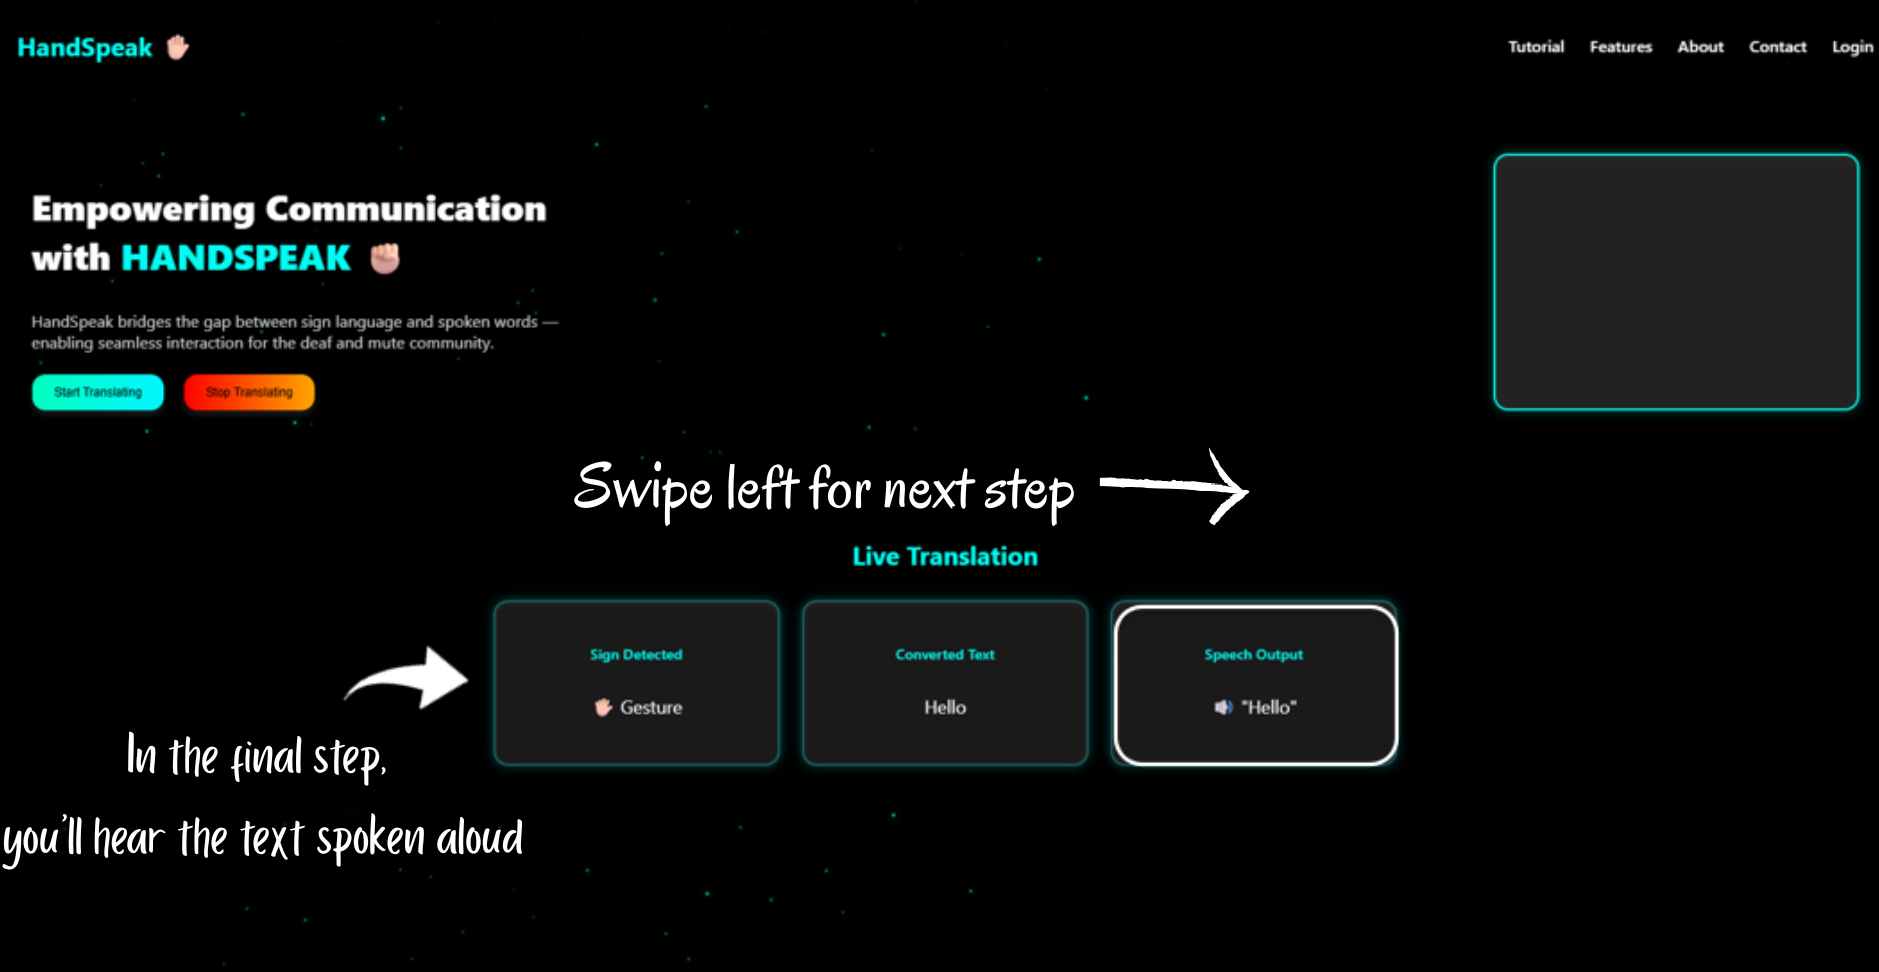 HandSpeak 🖐🏻
Tutorial Features About Contact Login
Empowering Communication
with HANDSPEAK ✊🏻
HandSpeak bridges the gap between sign language and spoken words —
enabling seamless interaction for the deaf and mute community.
Start Translating Stop Translating
Swipe left for next step
Live Translation
Sign Detected
🖐🏻 Gesture
Converted Text
Hello
Speech Output
🔊 "Hello"
In the final step,
you'll hear the text spoken aloud